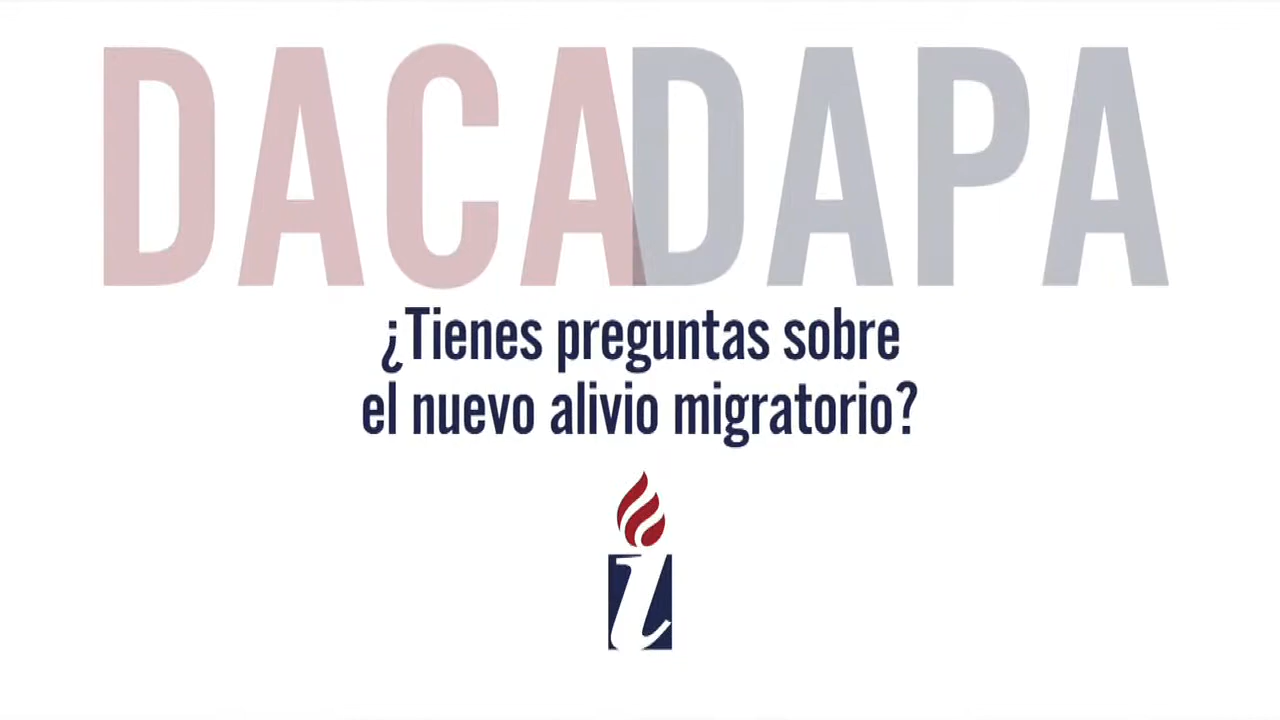 DACADAPA
¿Tienes preguntas sobre
el nuevo alivio migratorio?
i